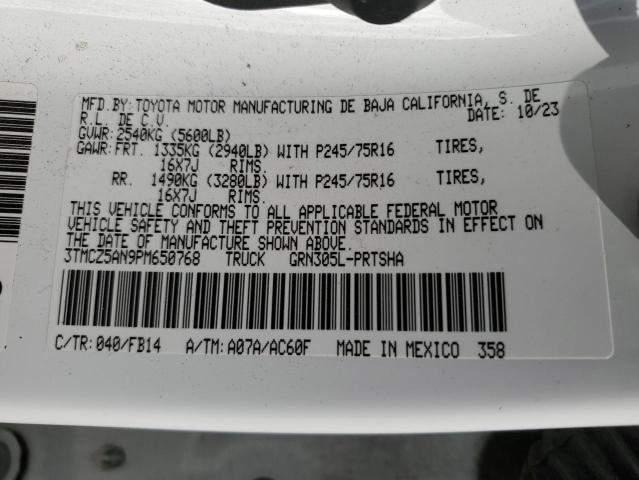 MFD.BY:TOYOTA MOTOR MANUFACTURING DE BAJA CALIFORNIA, S. DE
R.L. DE C.V. DATE: 10/23
GVWR:2540KG (5600LB)
GAWR:FRT. 1335KG (2940LB) WITH P245/75R16 TIRES,
16X7J RIMS.
RR. 1490KG (3280LB) WITH P245/75R16 TIRES,
16X7J RIMS.
THIS VEHICLE CONFORMS TO ALL APPLICABLE FEDERAL MOTOR
VEHICLE SAFETY AND THEFT PREVENTION STANDARDS IN EFFECT ON
THE DATE OF MANUFACTURE SHOWN ABOVE.
3TMCZ5AN9PM650768 TRUCK GRN305L-PRTSHA
C/TR:040/FB14 A/TM:A07A/AC60F MADE IN MEXICO 358